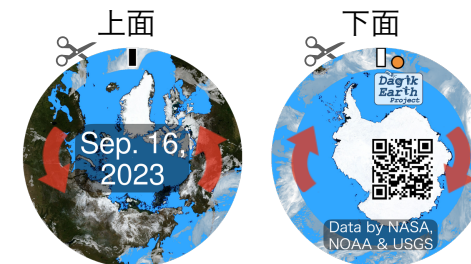 上面
下面
Sep. 16,
2023
Dagik
Earth
Project
Data by NASA,
NOAA & USGS